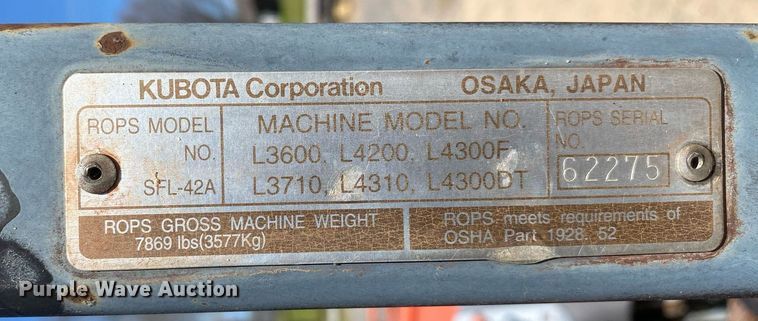 KUBOTA Corporation OSAKA, JAPAN
ROPS MODEL NO. SFL-42A
MACHINE MODEL NO.
L3600, L4200, L4300F
L3710, L4310, L4300DT
ROPS SERIAL NO.
62275
ROPS GROSS MACHINE WEIGHT
7869 lbs(3577Kg)
ROPS meets requirements of
OSHA Part 1928. 52
Purple Wave Auction